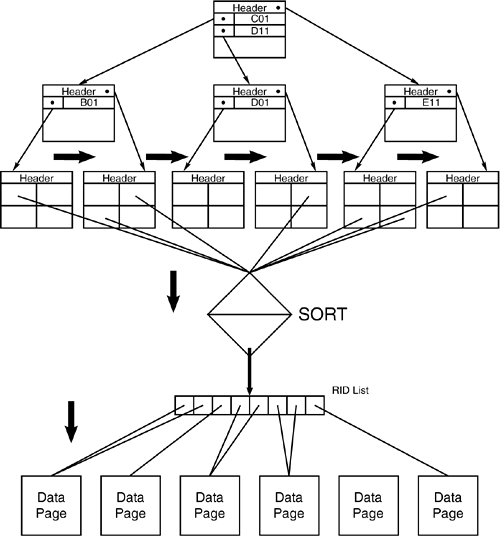 Header
C01
D11
Header
B01
Header
D01
Header
E11
Header
Header
Header
Header
Header
Header
SORT
RID List
Data
Page
Data
Page
Data
Page
Data
Page
Data
Page
Data
Page